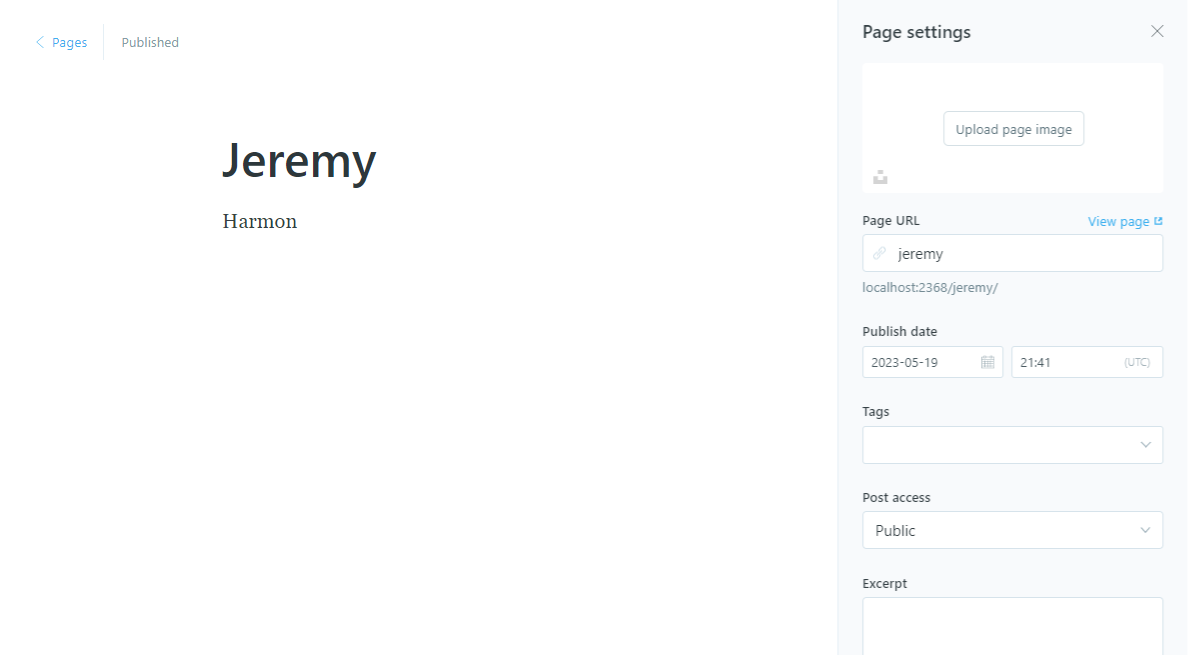 Pages
Published
Jeremy
Harmon
Page settings
Upload page image
Page URL
View page
jeremy
localhost:2368/jeremy/
Publish date
2023-05-19
21:41
(UTC)
Tags
Post access
Public
Excerpt